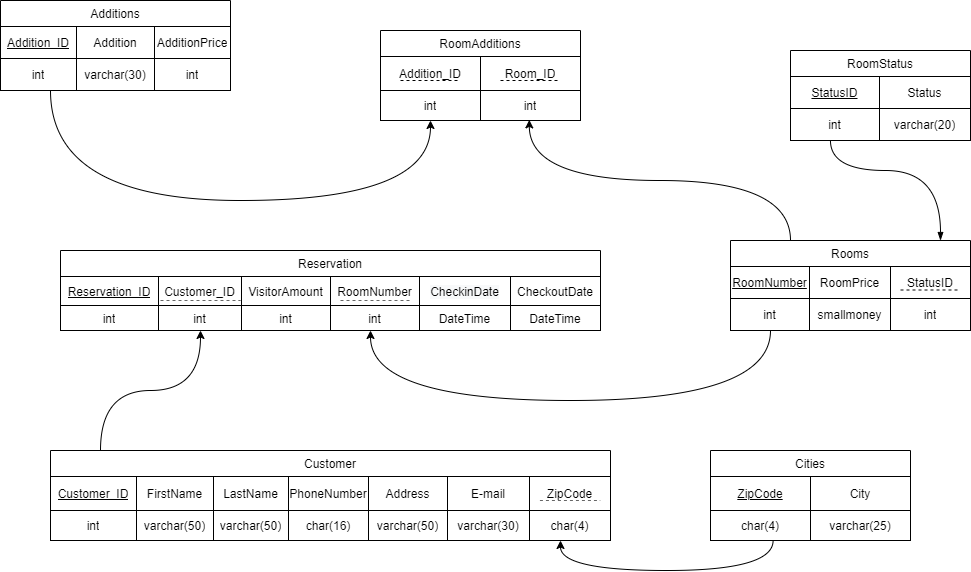 Additions
Addition_ID Addition AdditionPrice
int varchar(30) int
RoomAdditions
Addition_ID Room_ID
int int
RoomStatus
StatusID Status
int varchar(20)
Reservation
Reservation_ID Customer_ID VisitorAmount RoomNumber CheckinDate CheckoutDate
int int int int DateTime DateTime
Rooms
RoomNumber RoomPrice StatusID
int smallmoney int
Customer
Customer_ID FirstName LastName PhoneNumber Address E-mail ZipCode
int varchar(50) varchar(50) char(16) varchar(50) varchar(30) char(4)
Cities
ZipCode City
char(4) varchar(25)